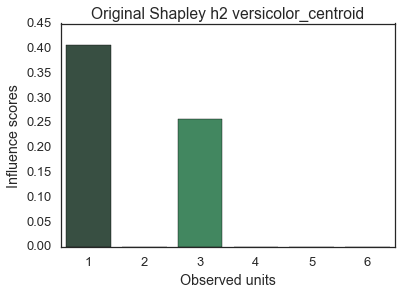 Original Shapley h2 versicolor_centroid
0.45
0.40
0.35
0.30
0.25
0.20
0.15
0.10
0.05
0.00
Influence scores
1 2 3 4 5 6
Observed units